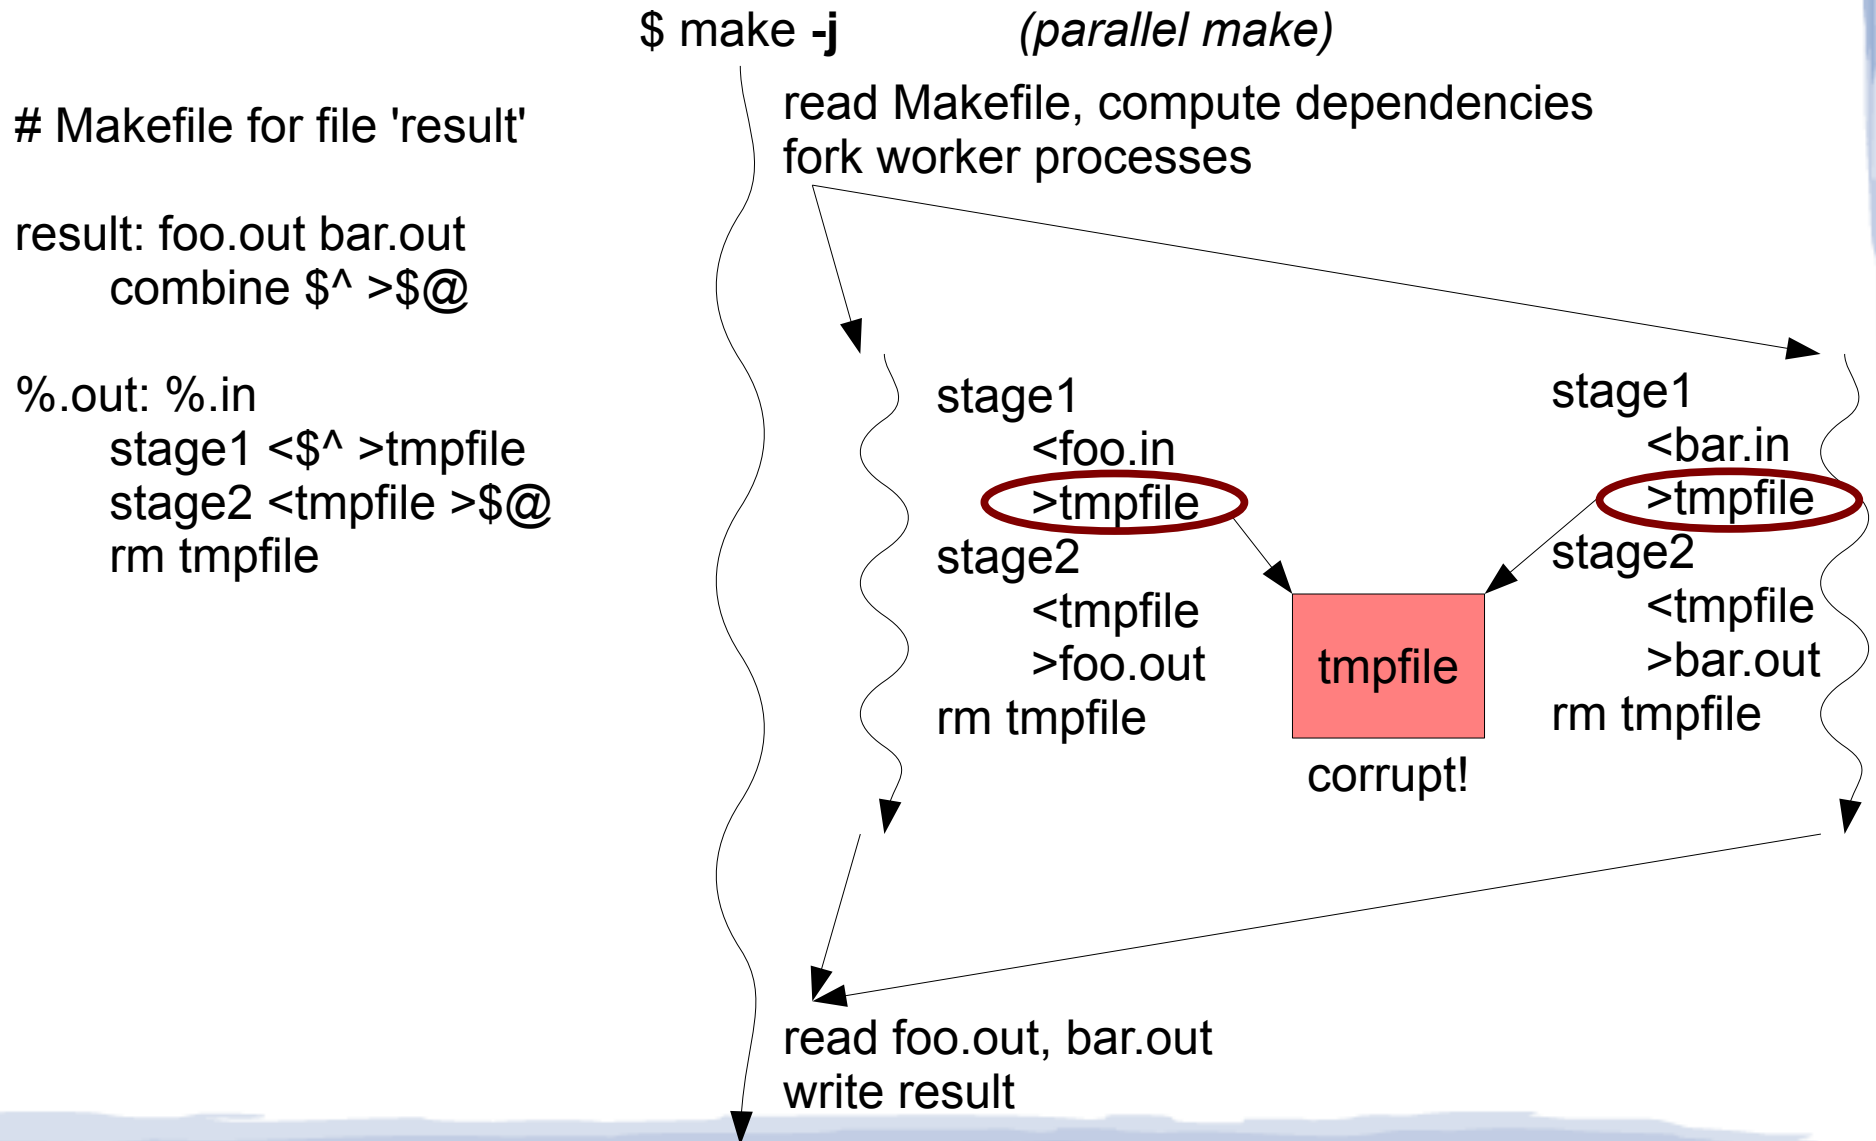 $ make -j (parallel make)
# Makefile for file 'result'
result: foo.out bar.out
combine $^ >$@
%.out: %.in
stage1 <$^ >tmpfile
stage2 <tmpfile >$@
rm tmpfile
read Makefile, compute dependencies
fork worker processes
stage1
<foo.in
>tmpfile
stage2
<tmpfile
>foo.out
rm tmpfile
tmpfile
corrupt!
stage1
<bar.in
>tmpfile
stage2
<tmpfile
>bar.out
rm tmpfile
read foo.out, bar.out
write result